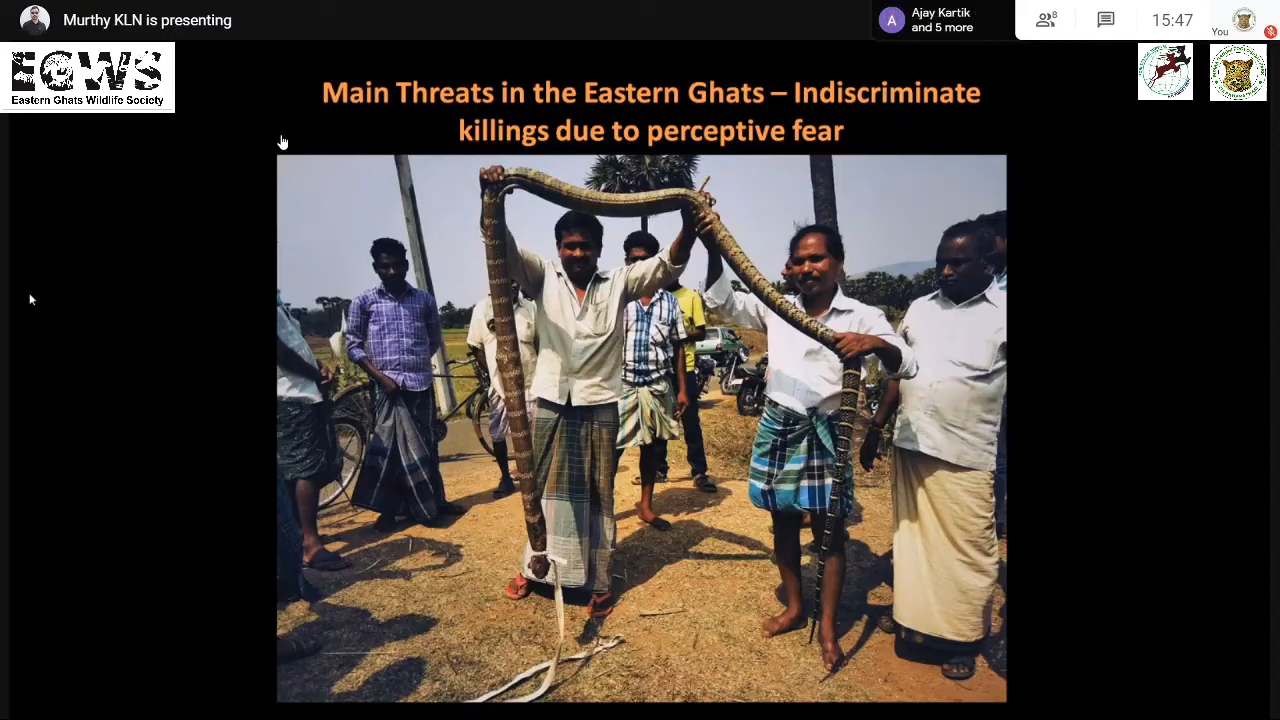 Murthy KLN is presenting
Ajay Kartik
and 5 more
8
15:47
You
A
EGWS
Eastern Ghats Wildlife Society
Main Threats in the Eastern Ghats – Indiscriminate
killings due to perceptive fear